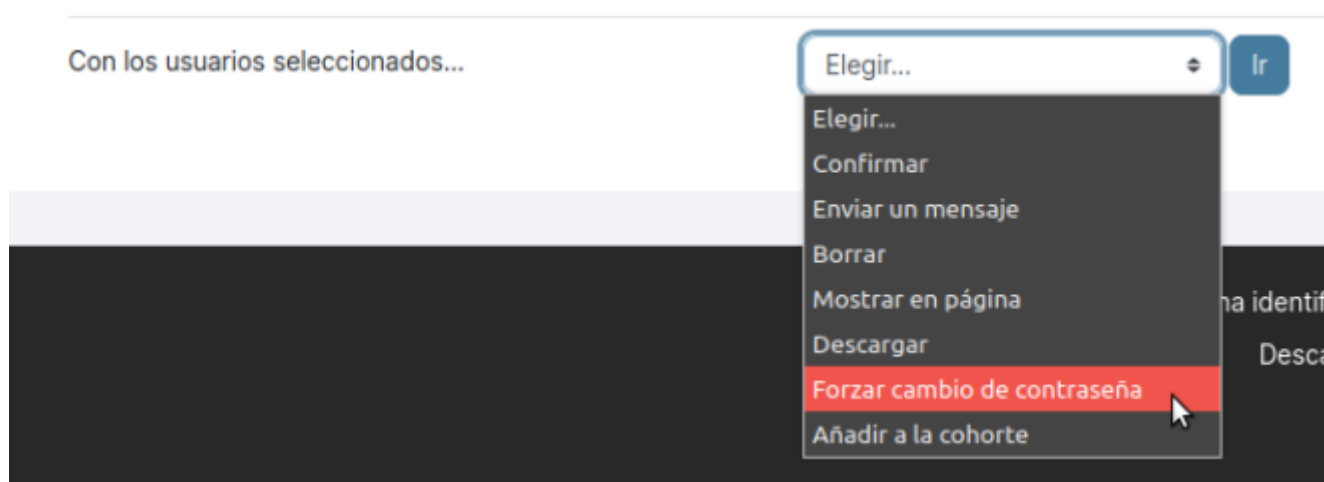 Con los usuarios seleccionados...
Elegir...
Ir
Elegir...
Confirmar
Enviar un mensaje
Borrar
Mostrar en página
Descargar
Forzar cambio de contraseña
Añadir a la cohorte